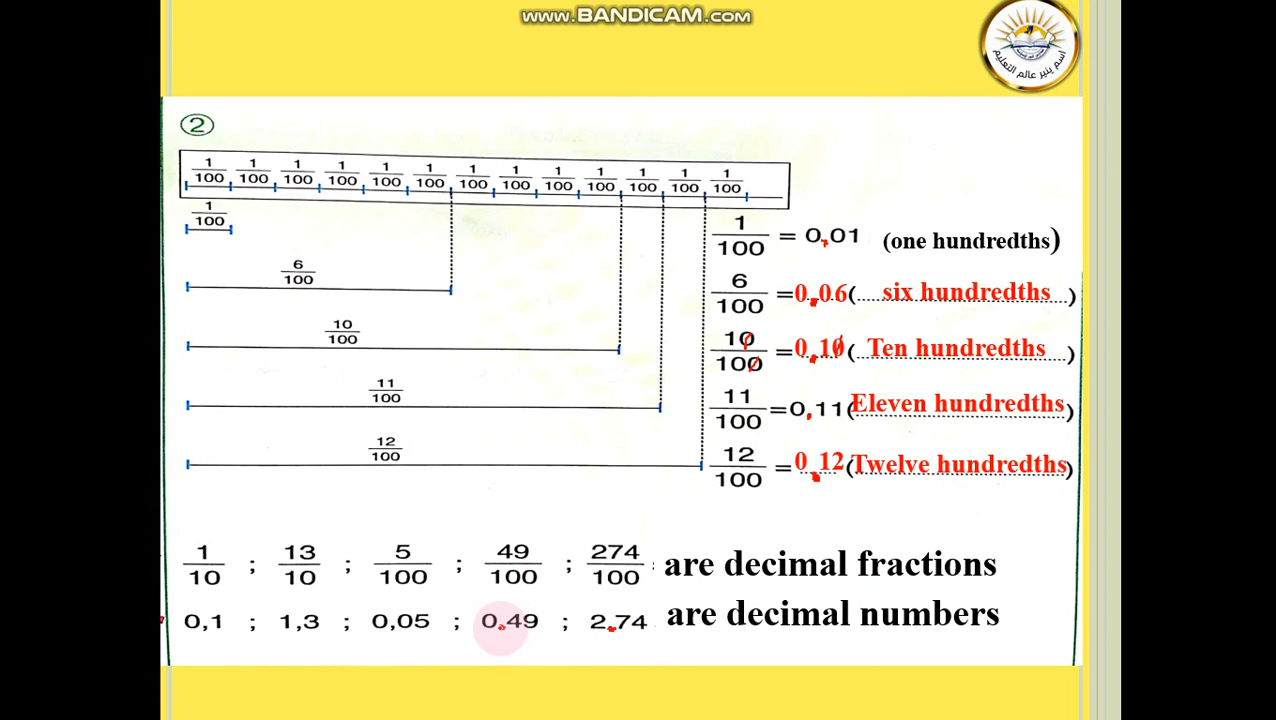 www.BANDICAM.com
اسم ينير عالم التعليم
2
1/100 1/100 1/100 1/100 1/100 1/100 1/100 1/100 1/100 1/100 1/100 1/100 1/100
1/100
6/100
10/100
11/100
12/100
1/100 = 0,01 (one hundredths)
6/100 = 0,06 (six hundredths)
10/100 = 0,10 (Ten hundredths)
11/100 = 0,11 (Eleven hundredths)
12/100 = 0,12 (Twelve hundredths)
1/10 ; 13/10 ; 5/100 ; 49/100 ; 274/100 are decimal fractions
0,1 ; 1,3 ; 0,05 ; 0,49 ; 2,74 are decimal numbers